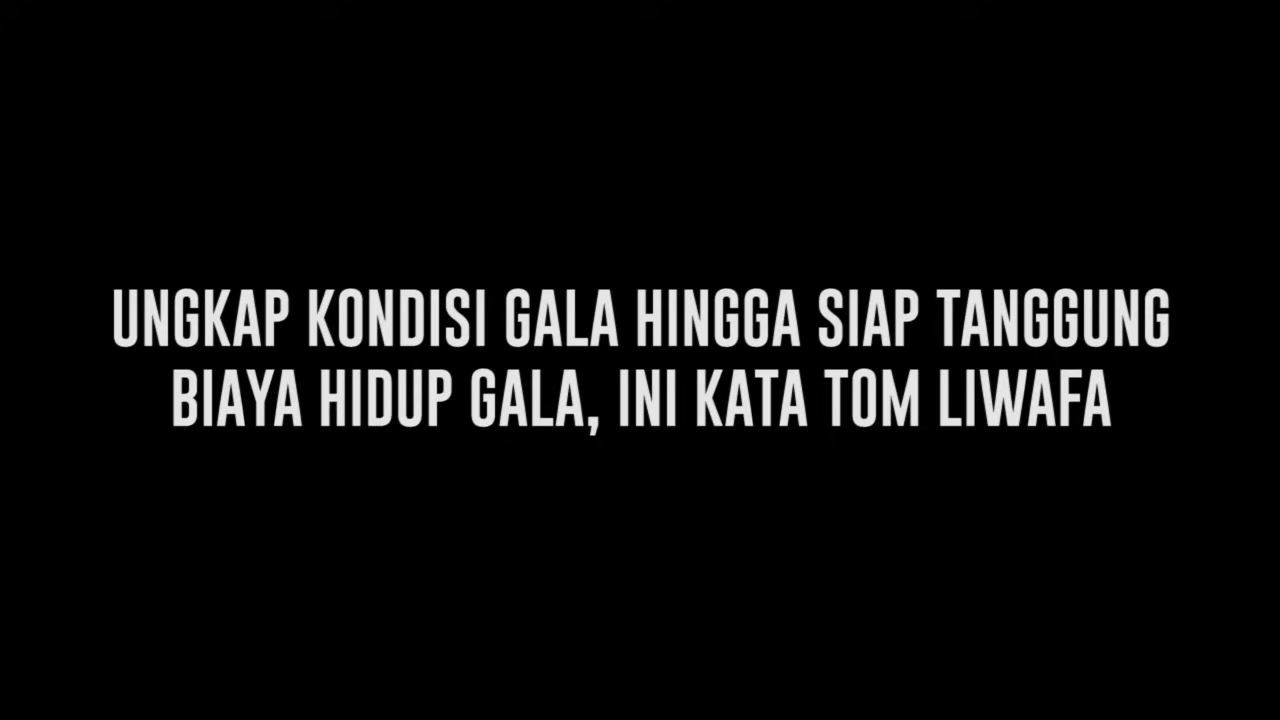 UNGKAP KONDISI GALA HINGGA SIAP TANGGUNG
BIAYA HIDUP GALA, INI KATA TOM LIWAFA